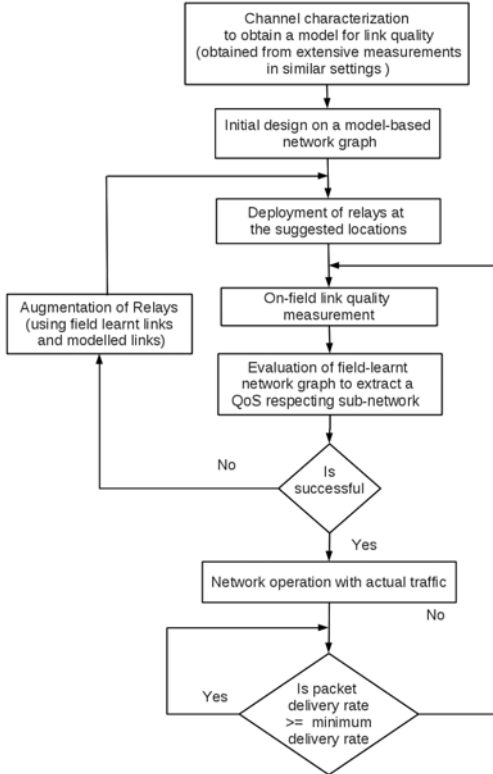 Channel characterization
to obtain a model for link quality
(obtained from extensive measurements
in similar settings )
Initial design on a model-based
network graph
Deployment of relays at
the suggested locations
Augmentation of Relays
(using field learnt links
and modelled links)
On-field link quality
measurement
Evaluation of field-learnt
network graph to extract a
QoS respecting sub-network
No
Is
successful
Yes
Network operation with actual traffic
No
Yes
Is packet
delivery rate
>= minimum
delivery rate